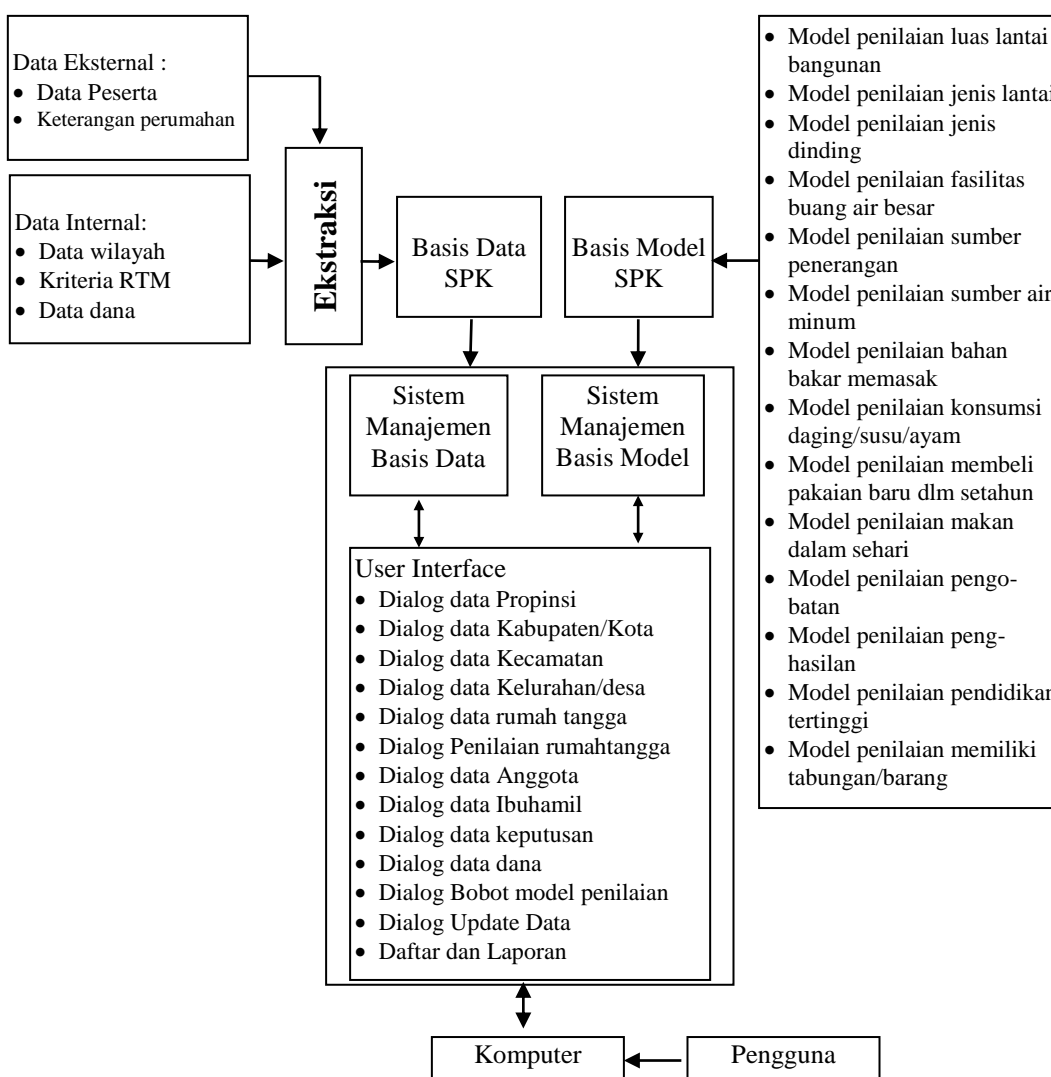 Data Eksternal :
• Data Peserta
• Keterangan perumahan
Data Internal:
• Data wilayah
• Kriteria RTM
• Data dana
Ekstraksi
Basis Data
SPK
Basis Model
SPK
• Model penilaian luas lantai
bangunan
• Model penilaian jenis lantai
• Model penilaian jenis
dinding
• Model penilaian fasilitas
buang air besar
• Model penilaian sumber
penerangan
• Model penilaian sumber air
minum
• Model penilaian bahan
bakar memasak
• Model penilaian konsumsi
daging/susu/ayam
• Model penilaian membeli
pakaian baru dlm setahun
• Model penilaian makan
dalam sehari
• Model penilaian pengo-
batan
• Model penilaian peng-
hasilan
• Model penilaian pendidikan
tertinggi
• Model penilaian memiliki
tabungan/barang
Sistem
Manajemen
Basis Data
Sistem
Manajemen
Basis Model
User Interface
• Dialog data Propinsi
• Dialog data Kabupaten/Kota
• Dialog data Kecamatan
• Dialog data Kelurahan/desa
• Dialog data rumah tangga
• Dialog Penilaian rumahtangga
• Dialog data Anggota
• Dialog data Ibuhamil
• Dialog data keputusan
• Dialog data dana
• Dialog Bobot model penilaian
• Dialog Update Data
• Daftar dan Laporan
Komputer
Pengguna